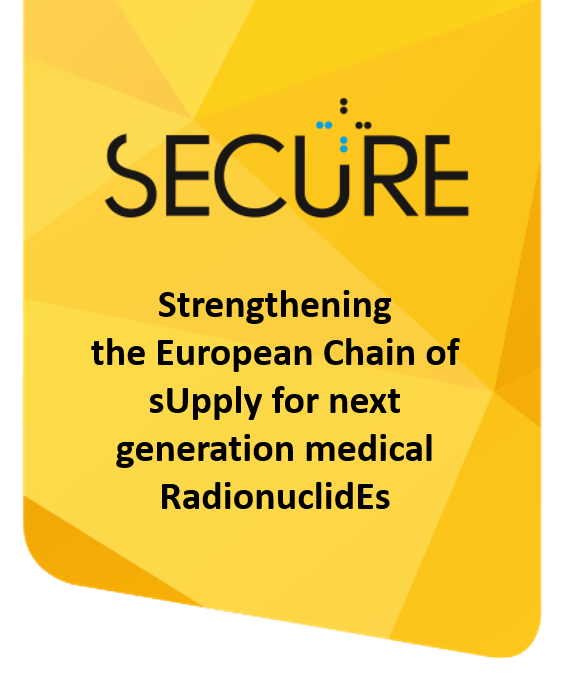 SECURE
Strengthening
the European Chain of
sUpply for next
generation medical
RadionuclidEs